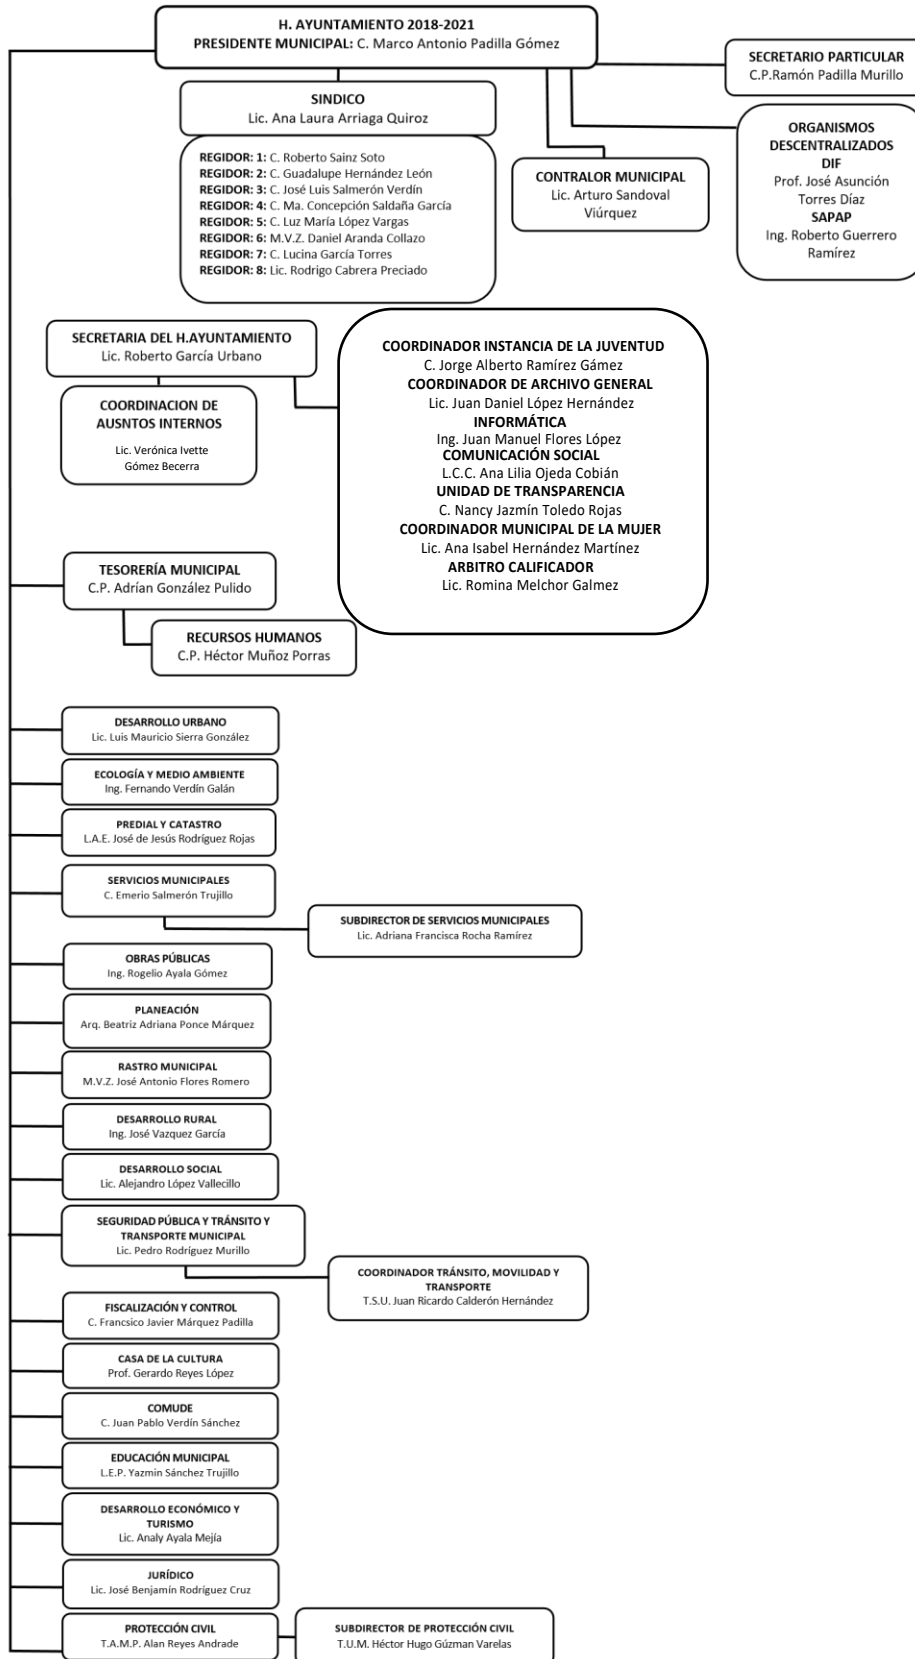 H. AYUNTAMIENTO 2018-2021
PRESIDENTE MUNICIPAL: C. Marco Antonio Padilla Gómez
SECRETARIO PARTICULAR
C.P.Ramón Padilla Murillo
SINDICO
Lic. Ana Laura Arriaga Quiroz
REGIDOR: 1: C. Roberto Sainz Soto
REGIDOR: 2: C. Guadalupe Hernández León
REGIDOR: 3: C. José Luis Salmerón Verdín
REGIDOR: 4: C. Ma. Concepción Saldaña García
REGIDOR: 5: C. Luz María López Vargas
REGIDOR: 6: M.V.Z. Daniel Aranda Collazo
REGIDOR: 7: C. Lucina García Torres
REGIDOR: 8: Lic. Rodrigo Cabrera Preciado
CONTRALOR MUNICIPAL
Lic. Arturo Sandoval
Viúrquez
ORGANISMOS
DESCENTRALIZADOS
DIF
Prof. José Asunción
Torres Díaz
SAPAP
Ing. Roberto Guerrero
Ramírez
SECRETARIA DEL H.AYUNTAMIENTO
Lic. Roberto García Urbano
COORDINACION DE
AUSNTOS INTERNOS
Lic. Verónica Ivette
Gómez Becerra
COORDINADOR INSTANCIA DE LA JUVENTUD
C. Jorge Alberto Ramírez Gámez
COORDINADOR DE ARCHIVO GENERAL
Lic. Juan Daniel López Hernández
INFORMÁTICA
Ing. Juan Manuel Flores López
COMUNICACIÓN SOCIAL
L.C.C. Ana Lilia Ojeda Cobián
UNIDAD DE TRANSPARENCIA
C. Nancy Jazmín Toledo Rojas
COORDINADOR MUNICIPAL DE LA MUJER
Lic. Ana Isabel Hernández Martínez
ARBITRO CALIFICADOR
Lic. Romina Melchor Galmez
TESORERÍA MUNICIPAL
C.P. Adrían González Pulido
RECURSOS HUMANOS
C.P. Héctor Muñoz Porras
DESARROLLO URBANO
Lic. Luis Mauricio Sierra González
ECOLOGÍA Y MEDIO AMBIENTE
Ing. Fernando Verdín Galán
PREDIAL Y CATASTRO
L.A.E. José de Jesús Rodríguez Rojas
SERVICIOS MUNICIPALES
C. Emerio Salmerón Trujillo
SUBDIRECTOR DE SERVICIOS MUNICIPALES
Lic. Adriana Francisca Rocha Ramírez
OBRAS PÚBLICAS
Ing. Rogelio Ayala Gómez
PLANEACIÓN
Arq. Beatriz Adriana Ponce Márquez
RASTRO MUNICIPAL
M.V.Z. José Antonio Flores Romero
DESARROLLO RURAL
Ing. José Vazquez García
DESARROLLO SOCIAL
Lic. Alejandro López Vallecillo
SEGURIDAD PÚBLICA Y TRÁNSITO Y
TRANSPORTE MUNICIPAL
Lic. Pedro Rodríguez Murillo
COORDINADOR TRÁNSITO, MOVILIDAD Y
TRANSPORTE
T.S.U. Juan Ricardo Calderón Hernández
FISCALIZACIÓN Y CONTROL
C. Francsico Javier Márquez Padilla
CASA DE LA CULTURA
Prof. Gerardo Reyes López
COMUDE
C. Juan Pablo Verdín Sánchez
EDUCACIÓN MUNICIPAL
L.E.P. Yazmin Sánchez Trujillo
DESARROLLO ECONÓMICO Y
TURISMO
Lic. Analy Ayala Mejía
JURÍDICO
Lic. José Benjamín Rodríguez Cruz
PROTECCIÓN CIVIL
T.A.M.P. Alan Reyes Andrade
SUBDIRECTOR DE PROTECCIÓN CIVIL
T.U.M. Héctor Hugo Gúzman Varelas